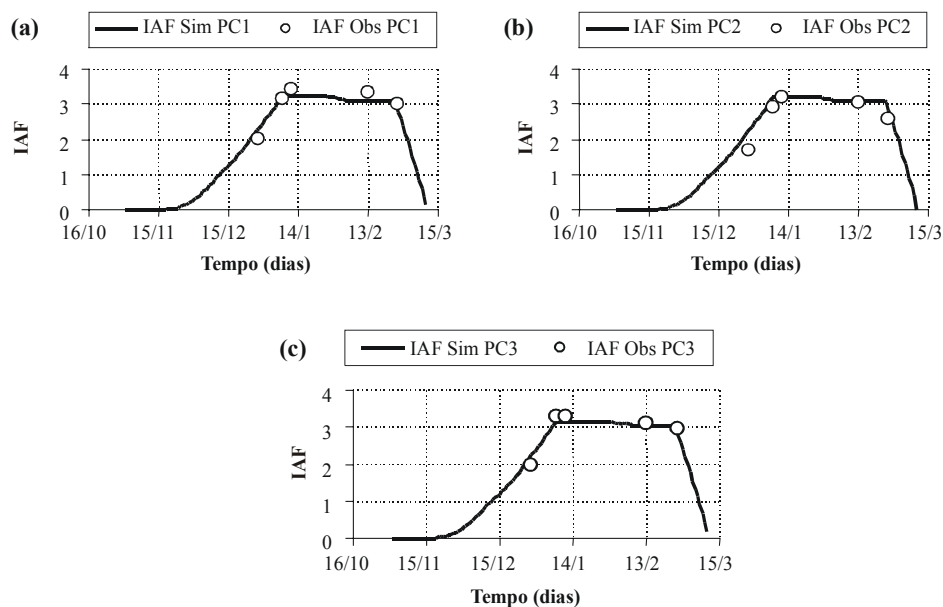 (a)
IAF Sim PC1 IAF Obs PC1
4
3
2
1
0
IAF
16/10 15/11 15/12 14/1 13/2 15/3
Tempo (dias)
(b)
IAF Sim PC2 IAF Obs PC2
4
3
2
1
0
IAF
16/10 15/11 15/12 14/1 13/2 15/3
Tempo (dias)
(c)
IAF Sim PC3 IAF Obs PC3
4
3
2
1
0
IAF
16/10 15/11 15/12 14/1 13/2 15/3
Tempo (dias)